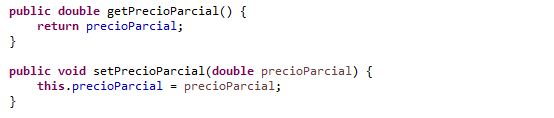 public double getPrecioParcial() {
    return precioParcial;
}

public void setPrecioParcial(double precioParcial) {
    this.precioParcial = precioParcial;
}